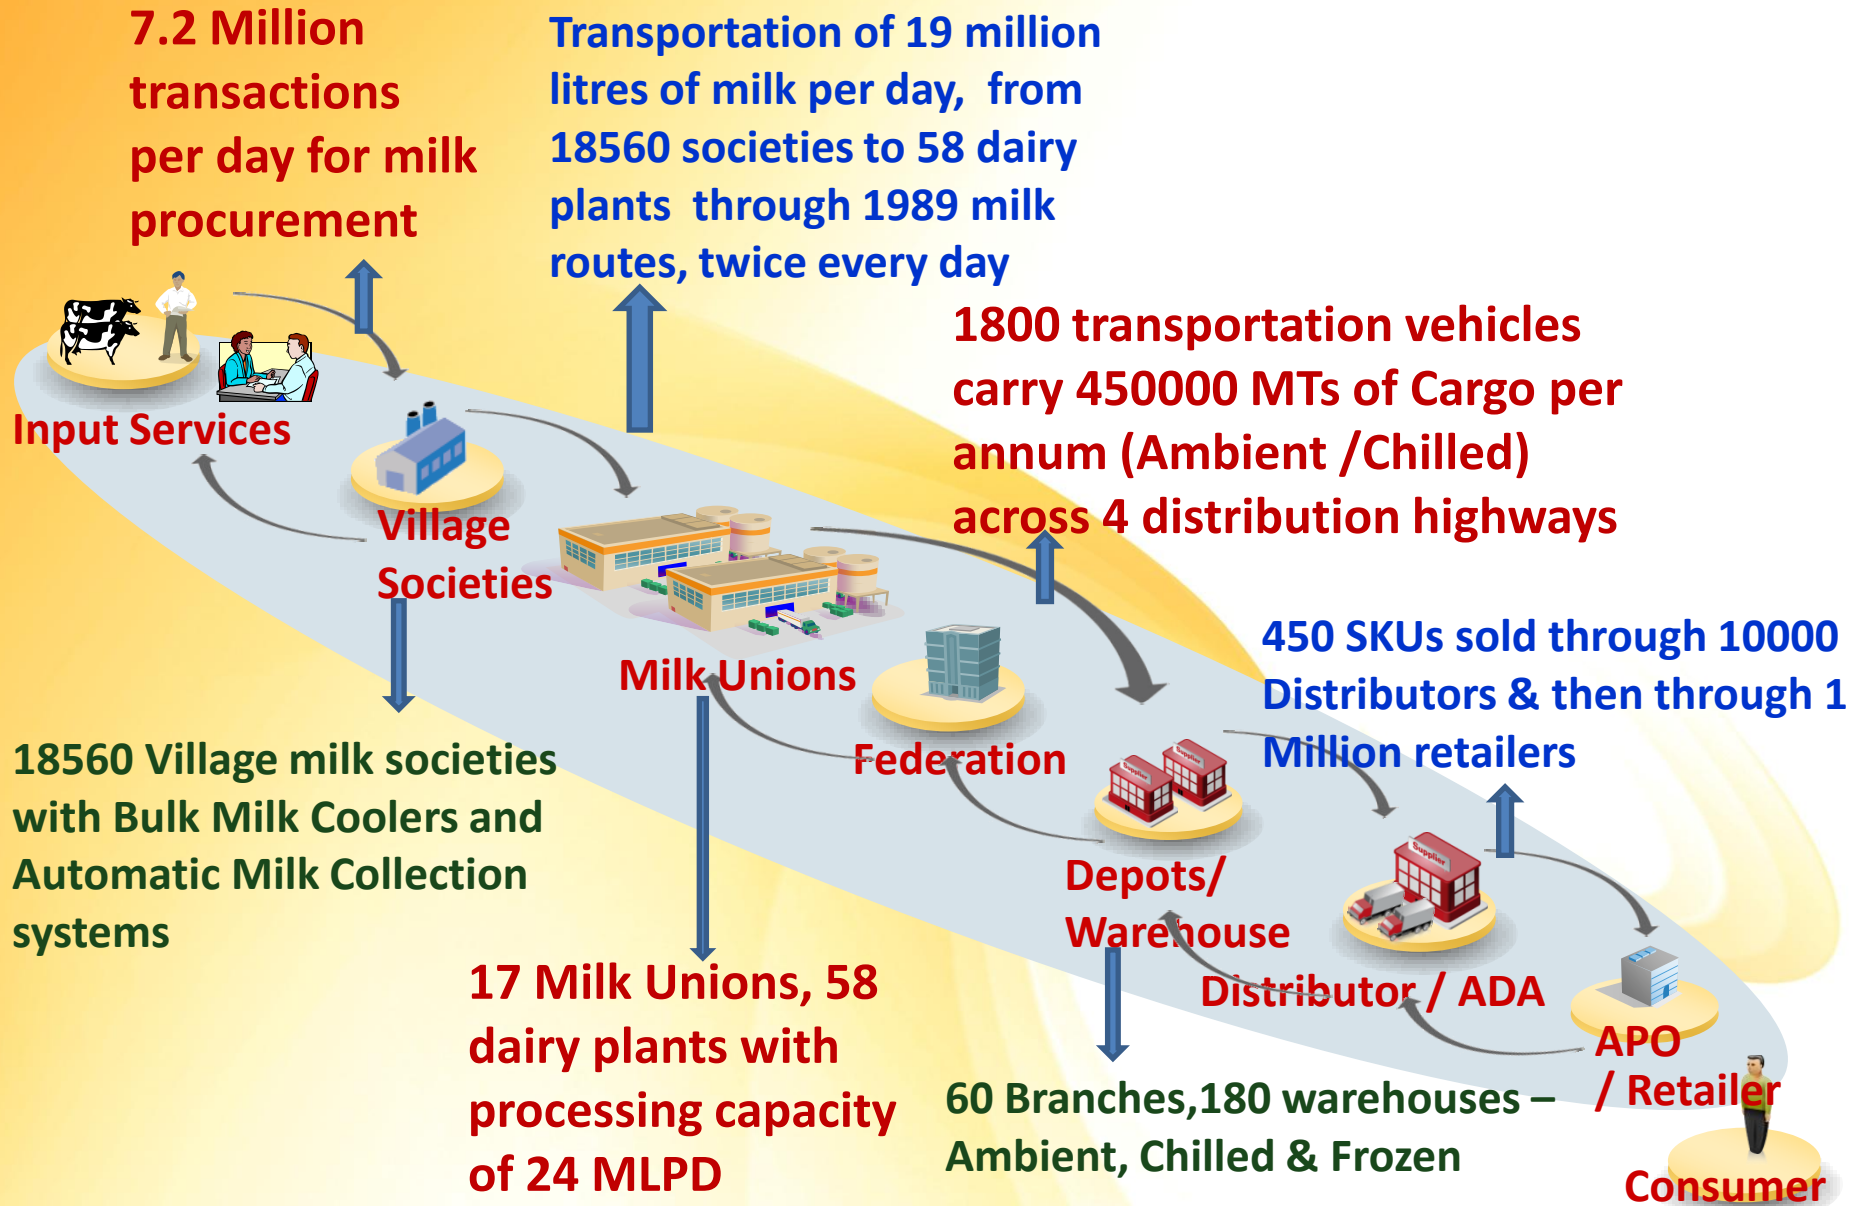 7.2 Million
transactions
per day for milk
procurement
Transportation of 19 million
litres of milk per day, from
18560 societies to 58 dairy
plants through 1989 milk
routes, twice every day
1800 transportation vehicles
carry 450000 MTs of Cargo per
annum (Ambient /Chilled)
across 4 distribution highways
Input Services
Village
Societies
Milk Unions
450 SKUs sold through 10000
Distributors & then through 1
Million retailers
Federation
Supplier
Supplier
18560 Village milk societies
with Bulk Milk Coolers and
Automatic Milk Collection
systems
Depots/
Warehouse
Supplier
Distributor / ADA
17 Milk Unions, 58
dairy plants with
processing capacity
of 24 MLPD
60 Branches,180 warehouses –
Ambient, Chilled & Frozen
APO
/ Retailer
Consumer